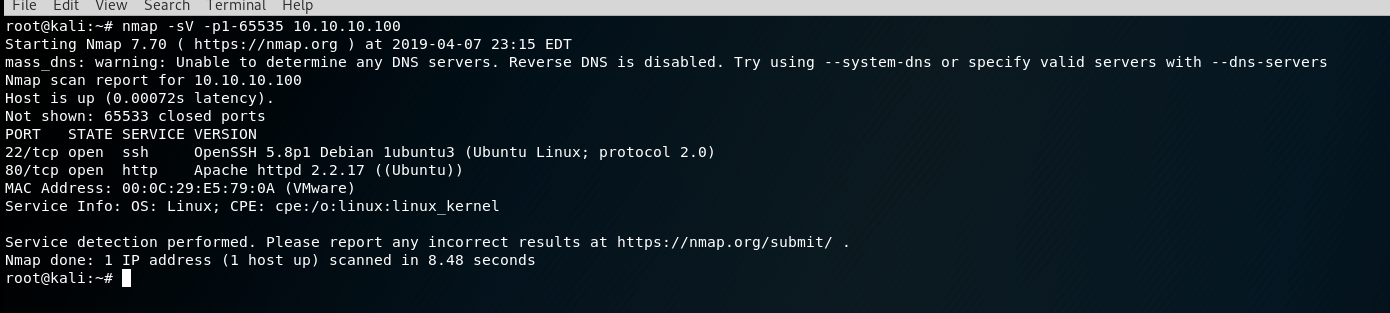 File Edit View Search Terminal Help
root@kali:~# nmap -sV -p1-65535 10.10.10.100
Starting Nmap 7.70 ( https://nmap.org ) at 2019-04-07 23:15 EDT
mass_dns: warning: Unable to determine any DNS servers. Reverse DNS is disabled. Try using --system-dns or specify valid servers with --dns-servers
Nmap scan report for 10.10.10.100
Host is up (0.00072s latency).
Not shown: 65533 closed ports
PORT   STATE SERVICE VERSION
22/tcp open  ssh     OpenSSH 5.8p1 Debian 1ubuntu3 (Ubuntu Linux; protocol 2.0)
80/tcp open  http    Apache httpd 2.2.17 ((Ubuntu))
MAC Address: 00:0C:29:E5:79:0A (VMware)
Service Info: OS: Linux; CPE: cpe:/o:linux:linux_kernel
Service detection performed. Please report any incorrect results at https://nmap.org/submit/ .
Nmap done: 1 IP address (1 host up) scanned in 8.48 seconds
root@kali:~#